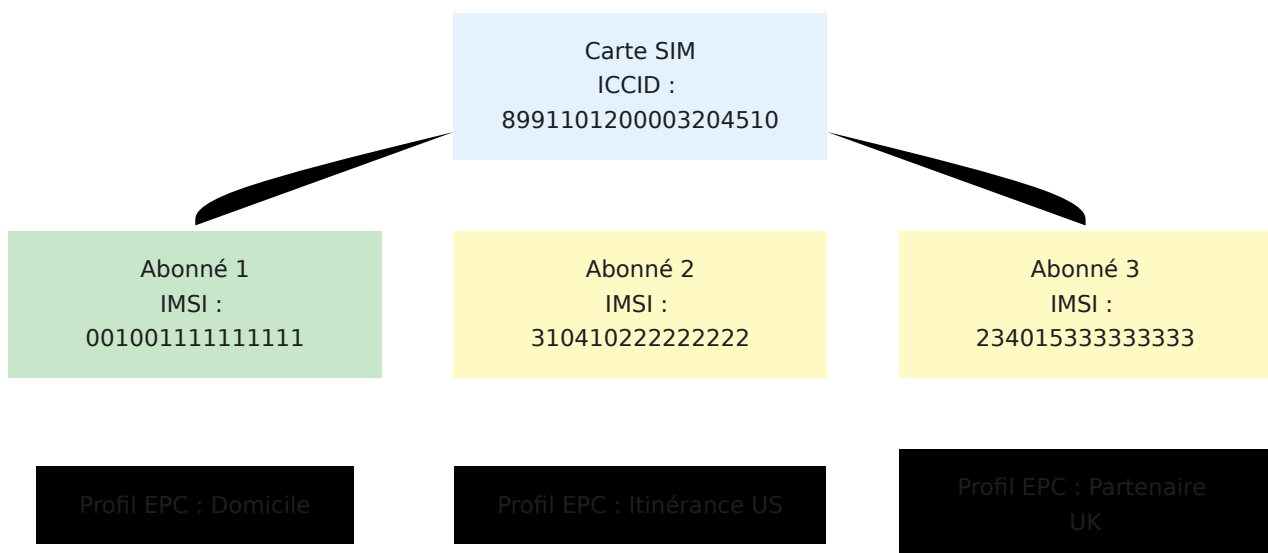 Carte SIM
ICCID :
8991101200003204510
Abonné 1
IMSI :
001001111111111
Abonné 2
IMSI :
310410222222222
Abonné 3
IMSI :
234015333333333
Profil EPC : Domicile
Profil EPC : Itinérance US
Profil EPC : Partenaire
UK